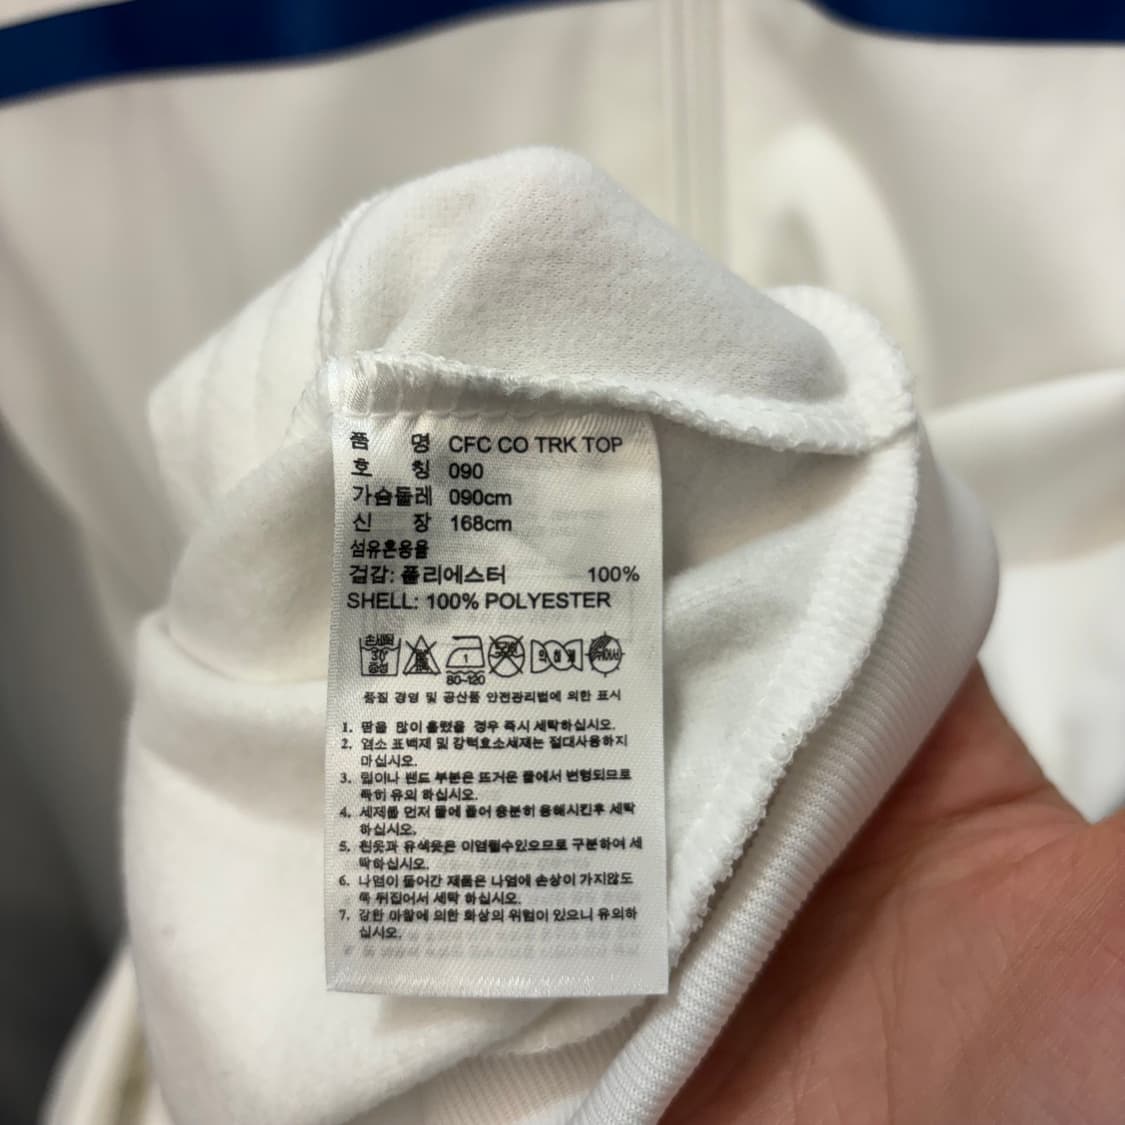 품 명 CFC CO TRK TOP
호 칭 090
가슴둘레 090cm
신 장 168cm
섬유혼용율
겉감: 폴리에스터 100%
SHELL: 100% POLYESTER
손세탁
30°
중성
1
80~120
품질 경영 및 공산품 안전관리법에 의한 표시
1. 땀을 많이 흘렸을 경우 즉시 세탁하십시오.
2. 염소 표백제 및 강력효소세제는 절대사용하지
마십시오.
3. 밑이나 밴드 부분은 뜨거운 물에서 변형되므로
특히 유의 하십시오.
4. 세제를 먼저 물에 풀어 충분히 용해시킨후 세탁
하십시오.
5. 흰옷과 유색옷은 이염될수있으므로 구분하여 세
탁하십시오.
6. 나염이 들어간 제품은 나염에 손상이 가지않도
록 뒤집어서 세탁 하십시오.
7. 강한 마찰에 의한 화상의 위험이 있으니 유의하
십시오.